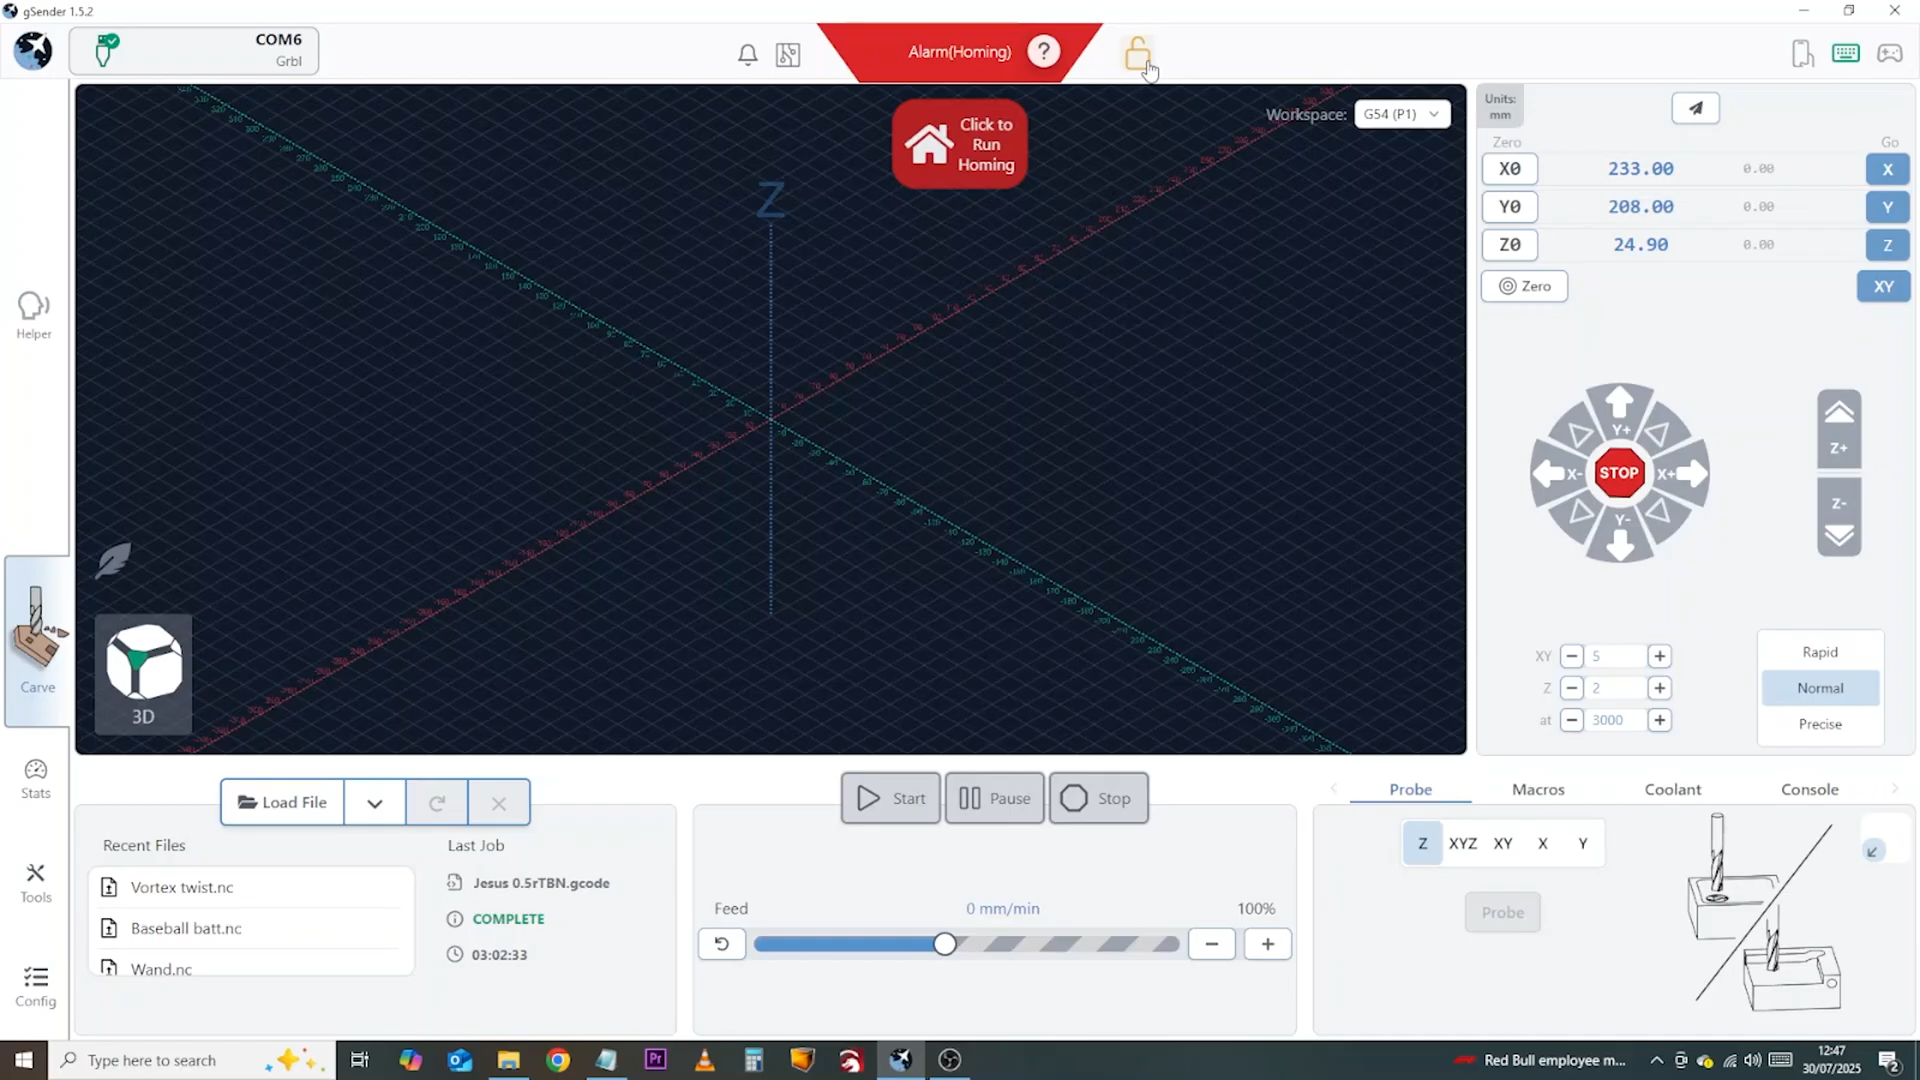 gSender 1.5.2
COM6
Grbl
Alarm(Homing)
?
Click to
Run
Homing
Workspace: G54 (P1)
Units:
mm
Zero
Go
X0 233.00 0.00 X
Y0 208.00 0.00 Y
Z0 24.90 0.00 Z
Zero
XY
Z
Helper
Carve
Stats
Tools
Config
3D
Y+
X-
STOP
X+
Y-
Z+
Z-
XY 5
Z 2
at 3000
Rapid
Normal
Precise
Load File
Start
Pause
Stop
Recent Files
Vortex twist.nc
Baseball batt.nc
Wand.nc
Last Job
Jesus 0.5rTBN.gcode
COMPLETE
03:02:33
Feed 0 mm/min 100%
Probe Macros Coolant Console
Z XYZ XY X Y
Probe
Type here to search
Pr
Red Bull employee m...
12:47
30/07/2025
2